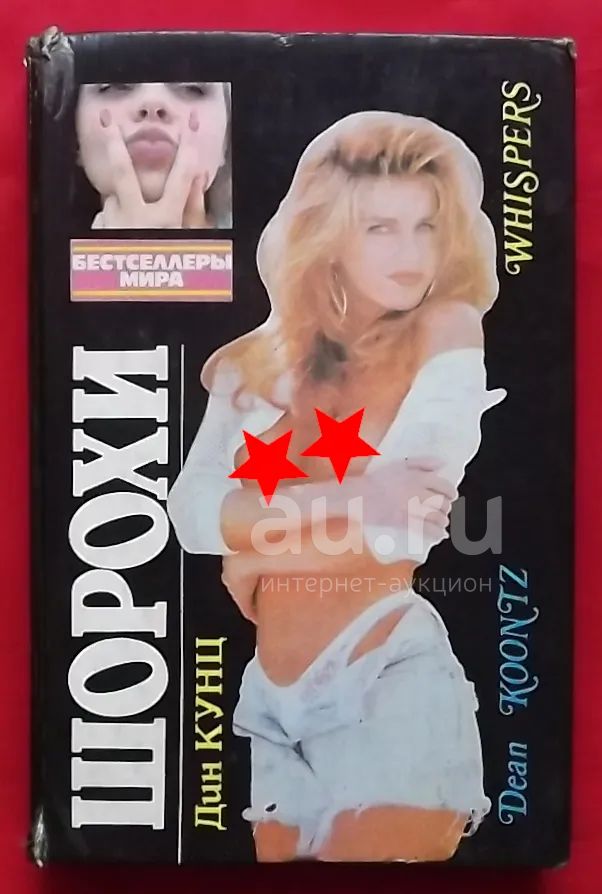 БЕСТСЕЛЛЕРЫ
МИРА
ШОРОХИ
Дин КУНЦ
WHISPERS
Dean KOONTZ
au.ru
интернет-аукцион